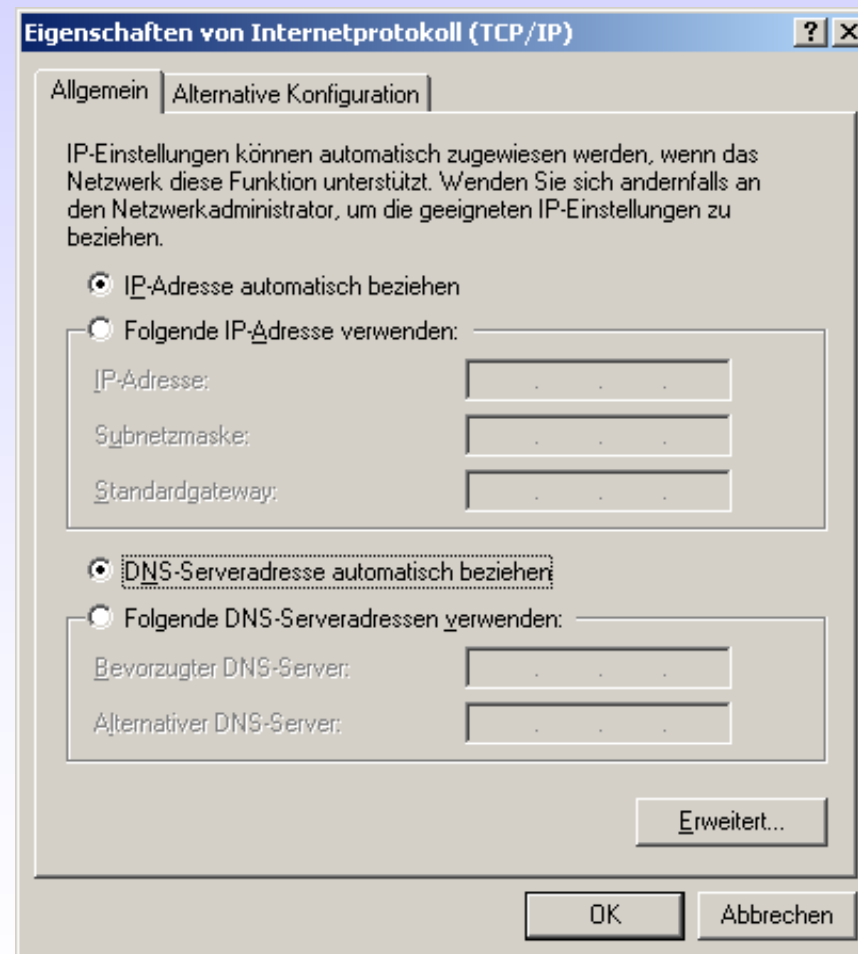 Eigenschaften von Internetprotokoll (TCP/IP)
Allgemein
Alternative Konfiguration
IP-Einstellungen können automatisch zugewiesen werden, wenn das
Netzwerk diese Funktion unterstützt. Wenden Sie sich andernfalls an
den Netzwerkadministrator, um die geeigneten IP-Einstellungen zu
beziehen.
IP-Adresse automatisch beziehen
Folgende IP-Adresse verwenden:
IP-Adresse:
Subnetzmaske:
Standardgateway:
DNS-Serveradresse automatisch beziehen
Folgende DNS-Serveradressen verwenden:
Bevorzugter DNS-Server:
Alternativer DNS-Server:
Erweitert...
OK
Abbrechen